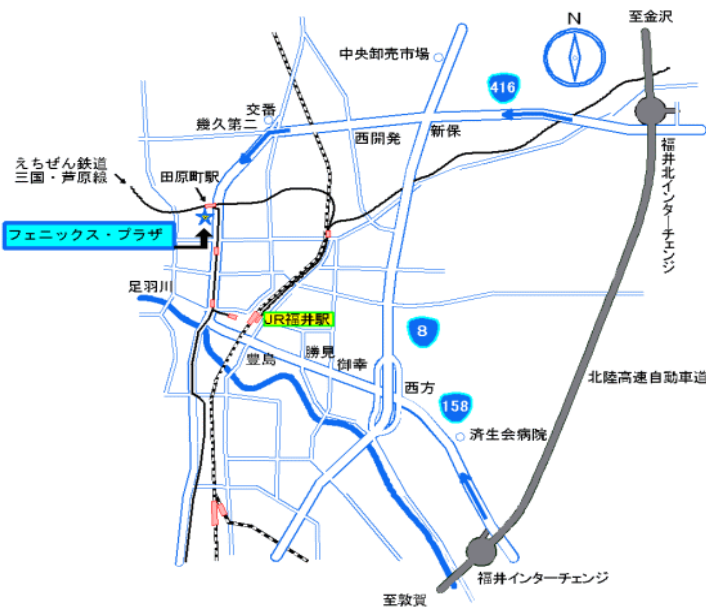 N
至金沢
中央卸売市場
416
交番
幾久第二
西開発
新保
福井北インターチェンジ
えちぜん鉄道
三国・芦原線
田原町駅
フェニックス・プラザ
足羽川
JR福井駅
8
豊島
勝見
御幸
西方
北陸高速自動車道
158
済生会病院
福井インターチェンジ
至敦賀